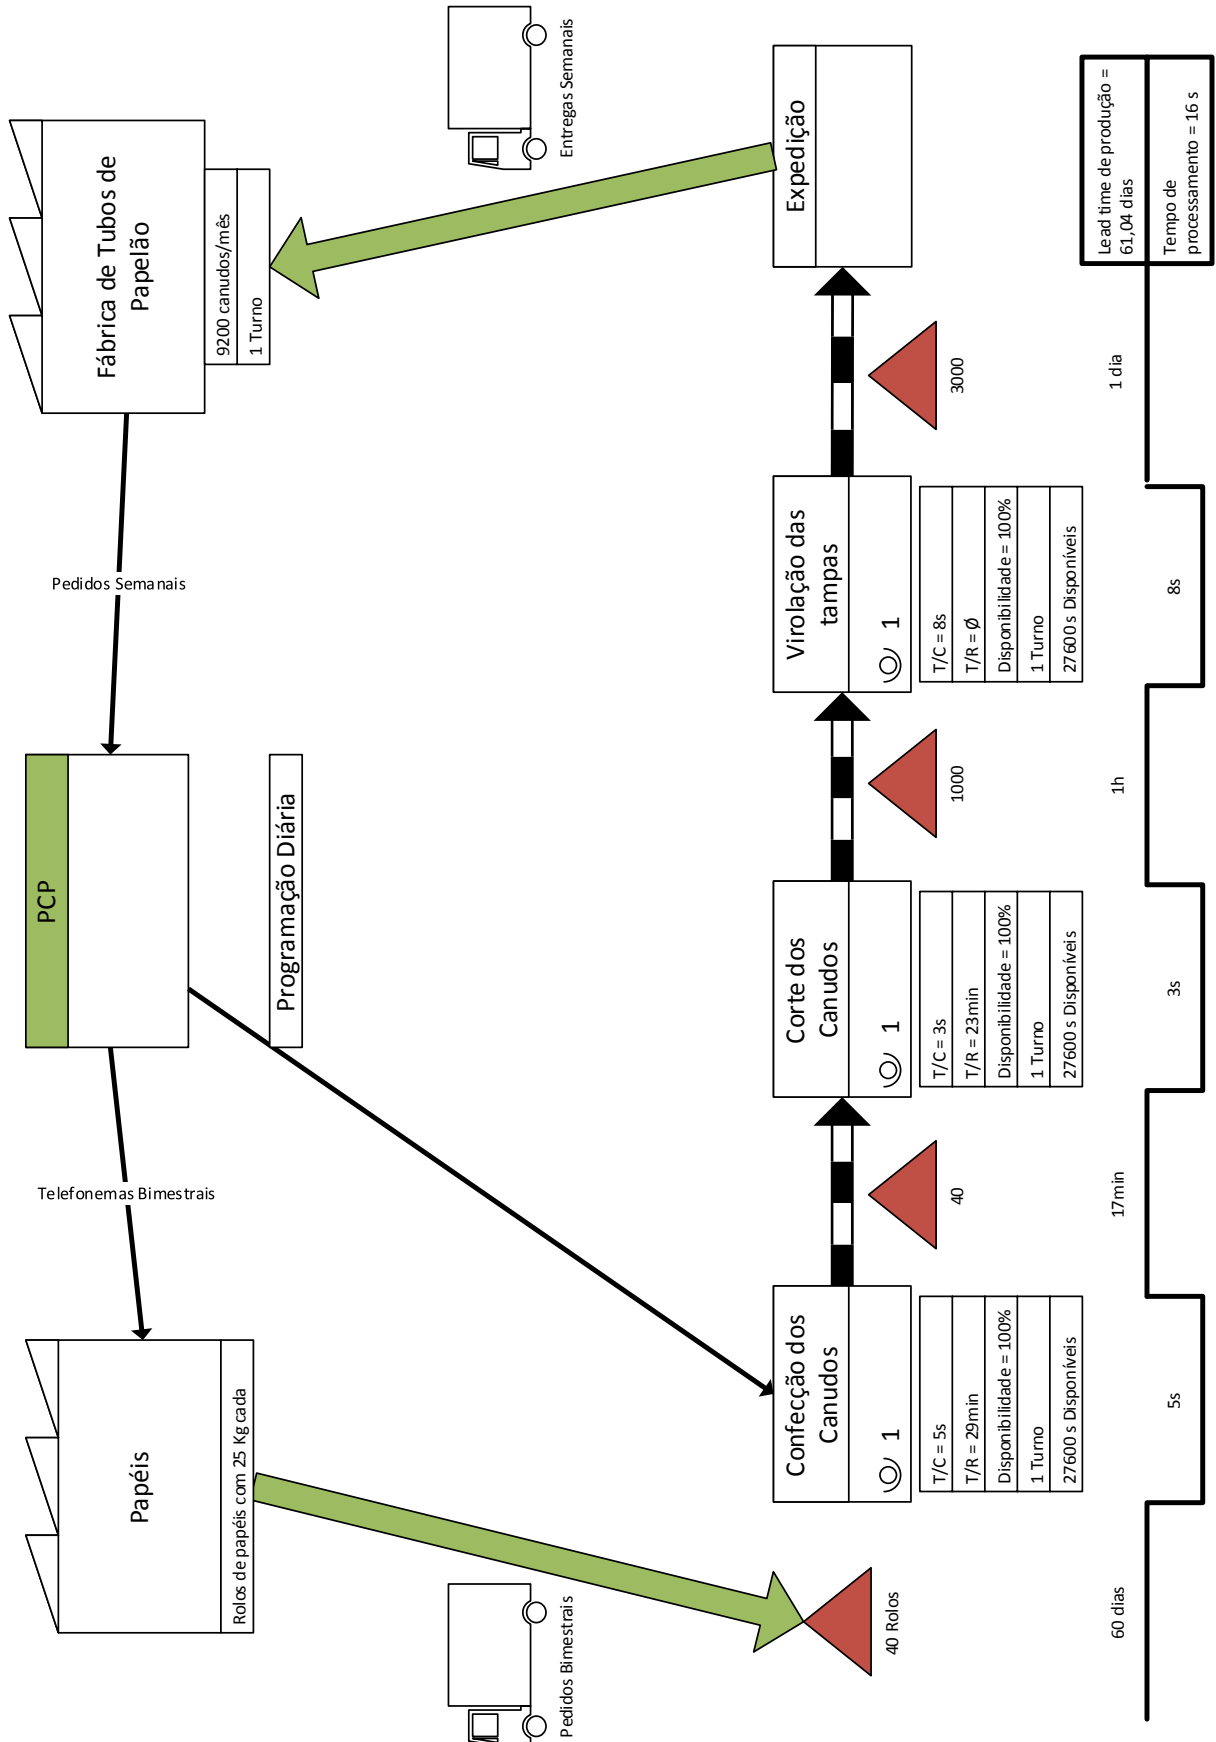 Papéis
Rolos de papéis com 25 Kg cada
Telefonemas Bimestrais
PCP
Programação Diária
Pedidos Semanais
Fábrica de Tubos de
Papelão
9200 canudos/mês
1 Turno
Pedidos Bimestrais
Entregas Semanais
40 Rolos
Confecção dos
Canudos
1
T/C = 5s
T/R = 29min
Disponibilidade = 100%
1 Turno
27600 s Disponíveis
40
Corte dos
Canudos
1
T/C = 3s
T/R = 23min
Disponibilidade = 100%
1 Turno
27600 s Disponíveis
1000
Virolação das
tampas
1
T/C = 8s
T/R = Ø
Disponibilidade = 100%
1 Turno
27600 s Disponíveis
3000
Expedição
60 dias
5s
17min
3s
1h
8s
1 dia
Lead time de produção =
61,04 dias
Tempo de
processamento = 16 s